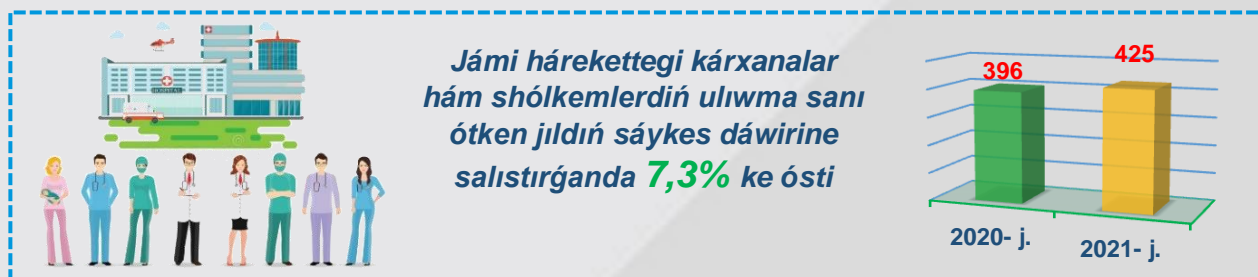 HOSPITAL
Jámi hárekettegi kárxanalar
hám shólkemlerdiń ulıwma sanı
ótken jıldıń sáykes dáwirine
salıstırǵanda 7,3% ke ósti
396
425
2020- j.
2021- j.